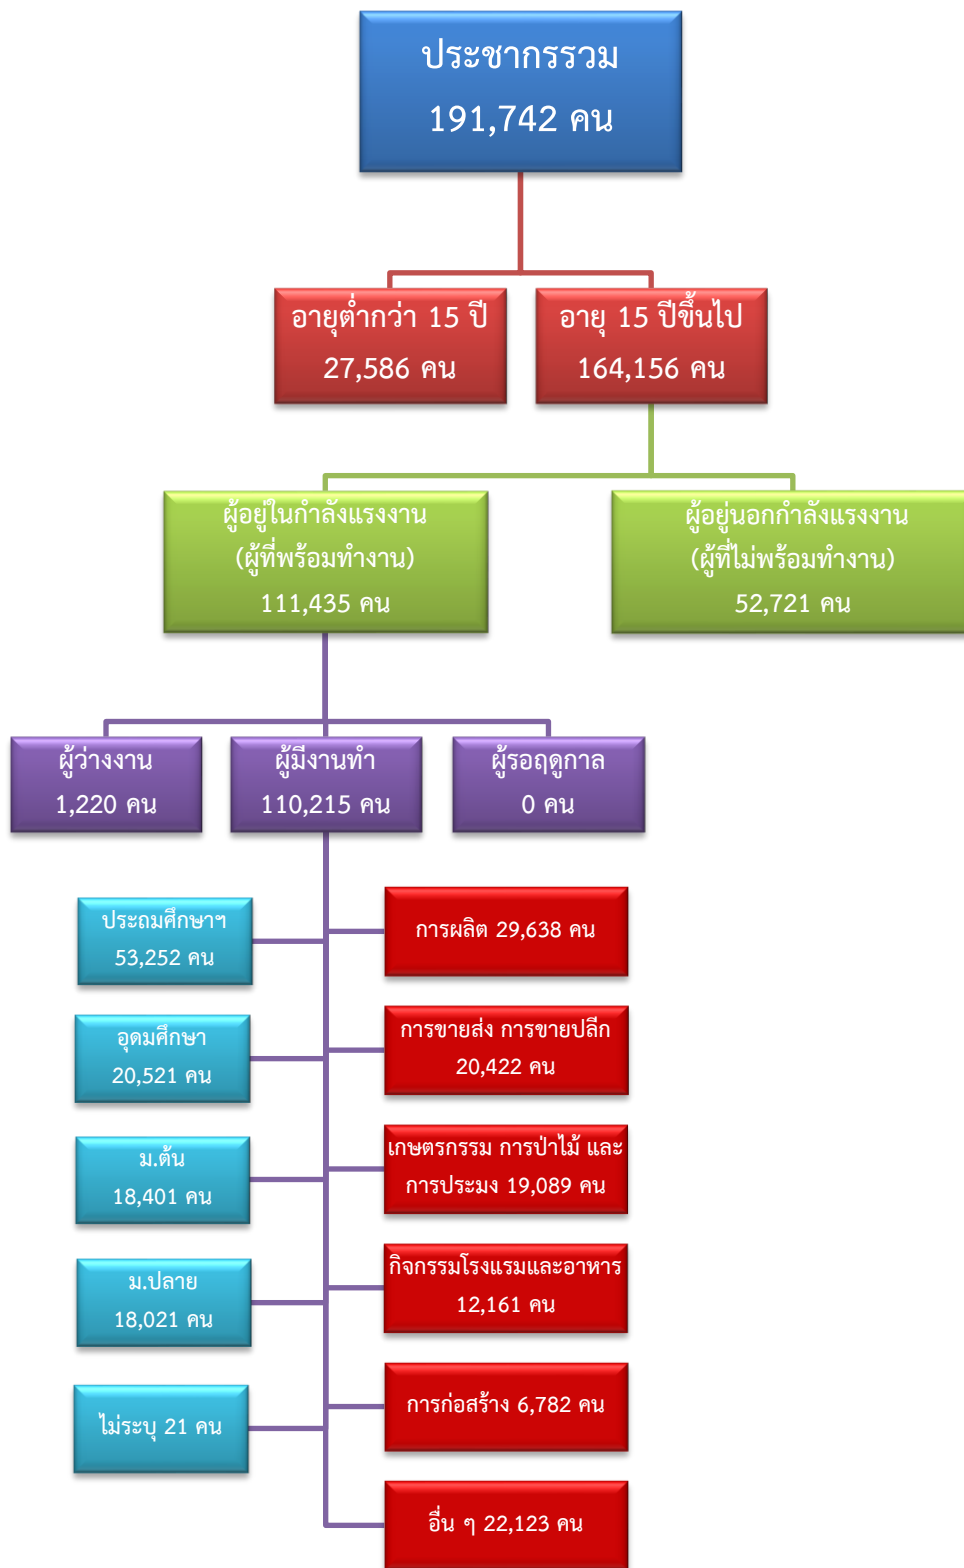 ประชากรรวม
191,742 คน
อายุต่ำกว่า 15 ปี
27,586 คน
อายุ 15 ปีขึ้นไป
164,156 คน
ผู้อยู่ในกำลังแรงงาน
(ผู้ที่พร้อมทำงาน)
111,435 คน
ผู้อยู่นอกกำลังแรงงาน
(ผู้ที่ไม่พร้อมทำงาน)
52,721 คน
ผู้ว่างงาน
1,220 คน
ผู้มีงานทำ
110,215 คน
ผู้รอฤดูกาล
0 คน
ประถมศึกษาฯ
53,252 คน
อุดมศึกษา
20,521 คน
ม.ต้น
18,401 คน
ม.ปลาย
18,021 คน
ไม่ระบุ 21 คน
การผลิต 29,638 คน
การขายส่ง การขายปลีก
20,422 คน
เกษตรกรรม การป่าไม้ และ
การประมง 19,089 คน
กิจกรรมโรงแรมและอาหาร
12,161 คน
การก่อสร้าง 6,782 คน
อื่น ๆ 22,123 คน